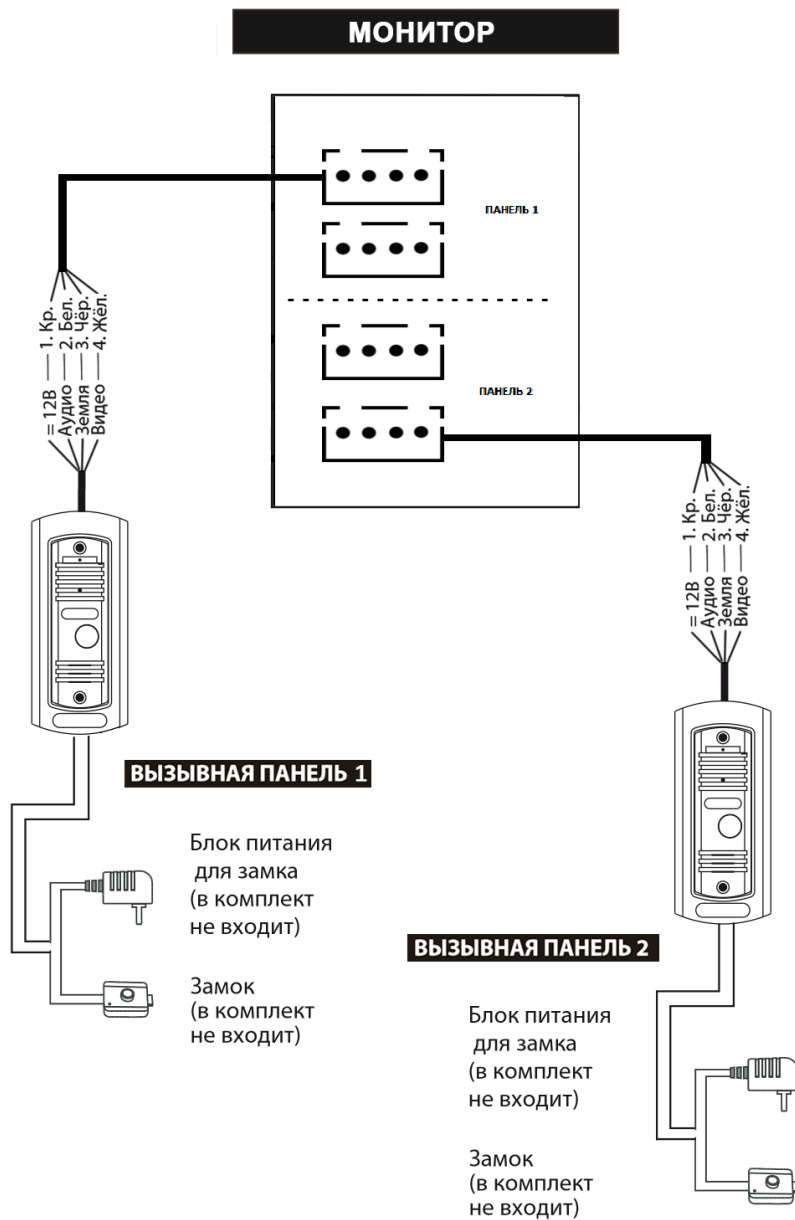 МОНИТОР
ПАНЕЛЬ 1
ПАНЕЛЬ 2
= 12В — 1. Кр.
Аудио — 2. Бел.
Земля — 3. Чёр.
Видео — 4. Жёл.
= 12В — 1. Кр.
Аудио — 2. Бел.
Земля — 3. Чёр.
Видео — 4. Жёл.
ВЫЗЫВНАЯ ПАНЕЛЬ 1
Блок питания
для замка
(в комплект
не входит)
Замок
(в комплект
не входит)
ВЫЗЫВНАЯ ПАНЕЛЬ 2
Блок питания
для замка
(в комплект
не входит)
Замок
(в комплект
не входит)